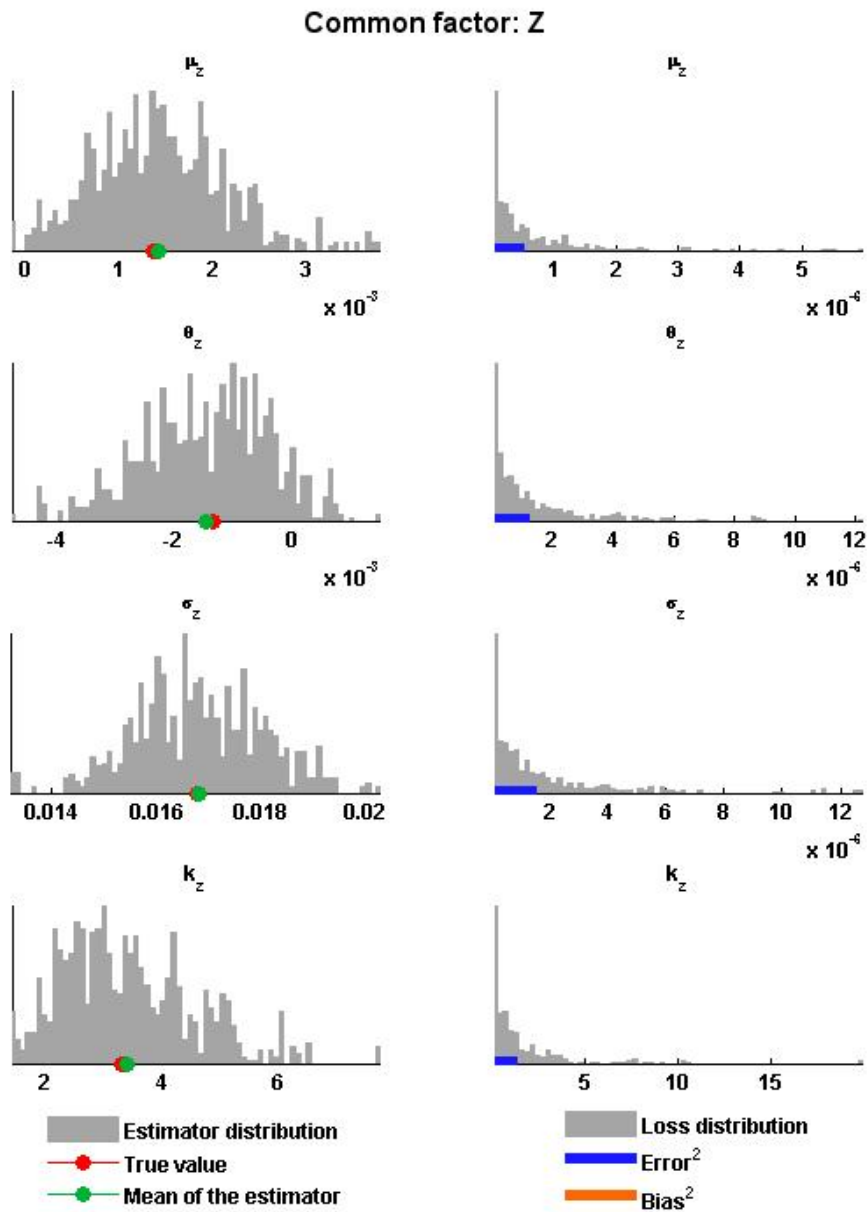 Common factor: Z
μz μz
0 1 2 3 1 2 3 4 5
x 10⁻³ x 10⁻⁶
θz θz
-4 -2 0 2 4 6 8 10 12
x 10⁻³ x 10⁻⁶
σz σz
0.014 0.016 0.018 0.02 2 4 6 8 10 12
x 10⁻⁶
kz kz
2 4 6 5 10 15
Estimator distribution Loss distribution
True value Error²
Mean of the estimator Bias²